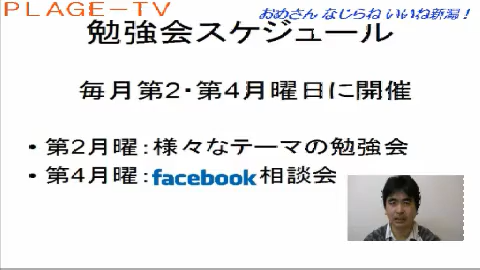 PLAGE-TV
おめさん なじらね いいね新潟！
勉強会スケジュール
毎月第2・第4月曜日に開催
・第2月曜：様々なテーマの勉強会
・第4月曜：facebook相談会